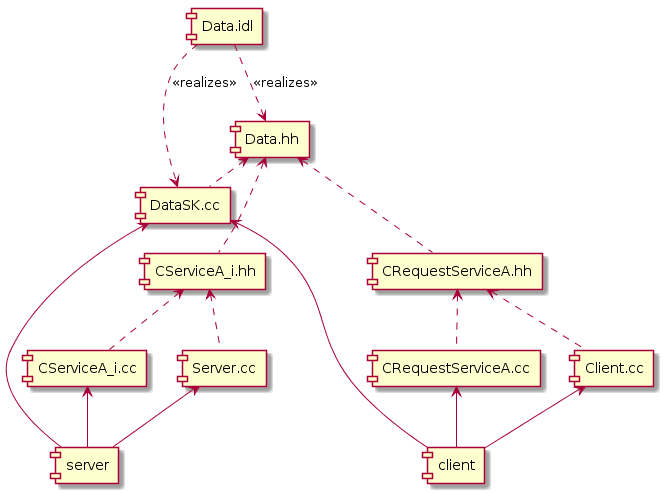 Data.idl
«realizes»
«realizes»
Data.hh
DataSK.cc
CServiceA_i.hh
CRequestServiceA.hh
CServiceA_i.cc
Server.cc
CRequestServiceA.cc
Client.cc
server
client